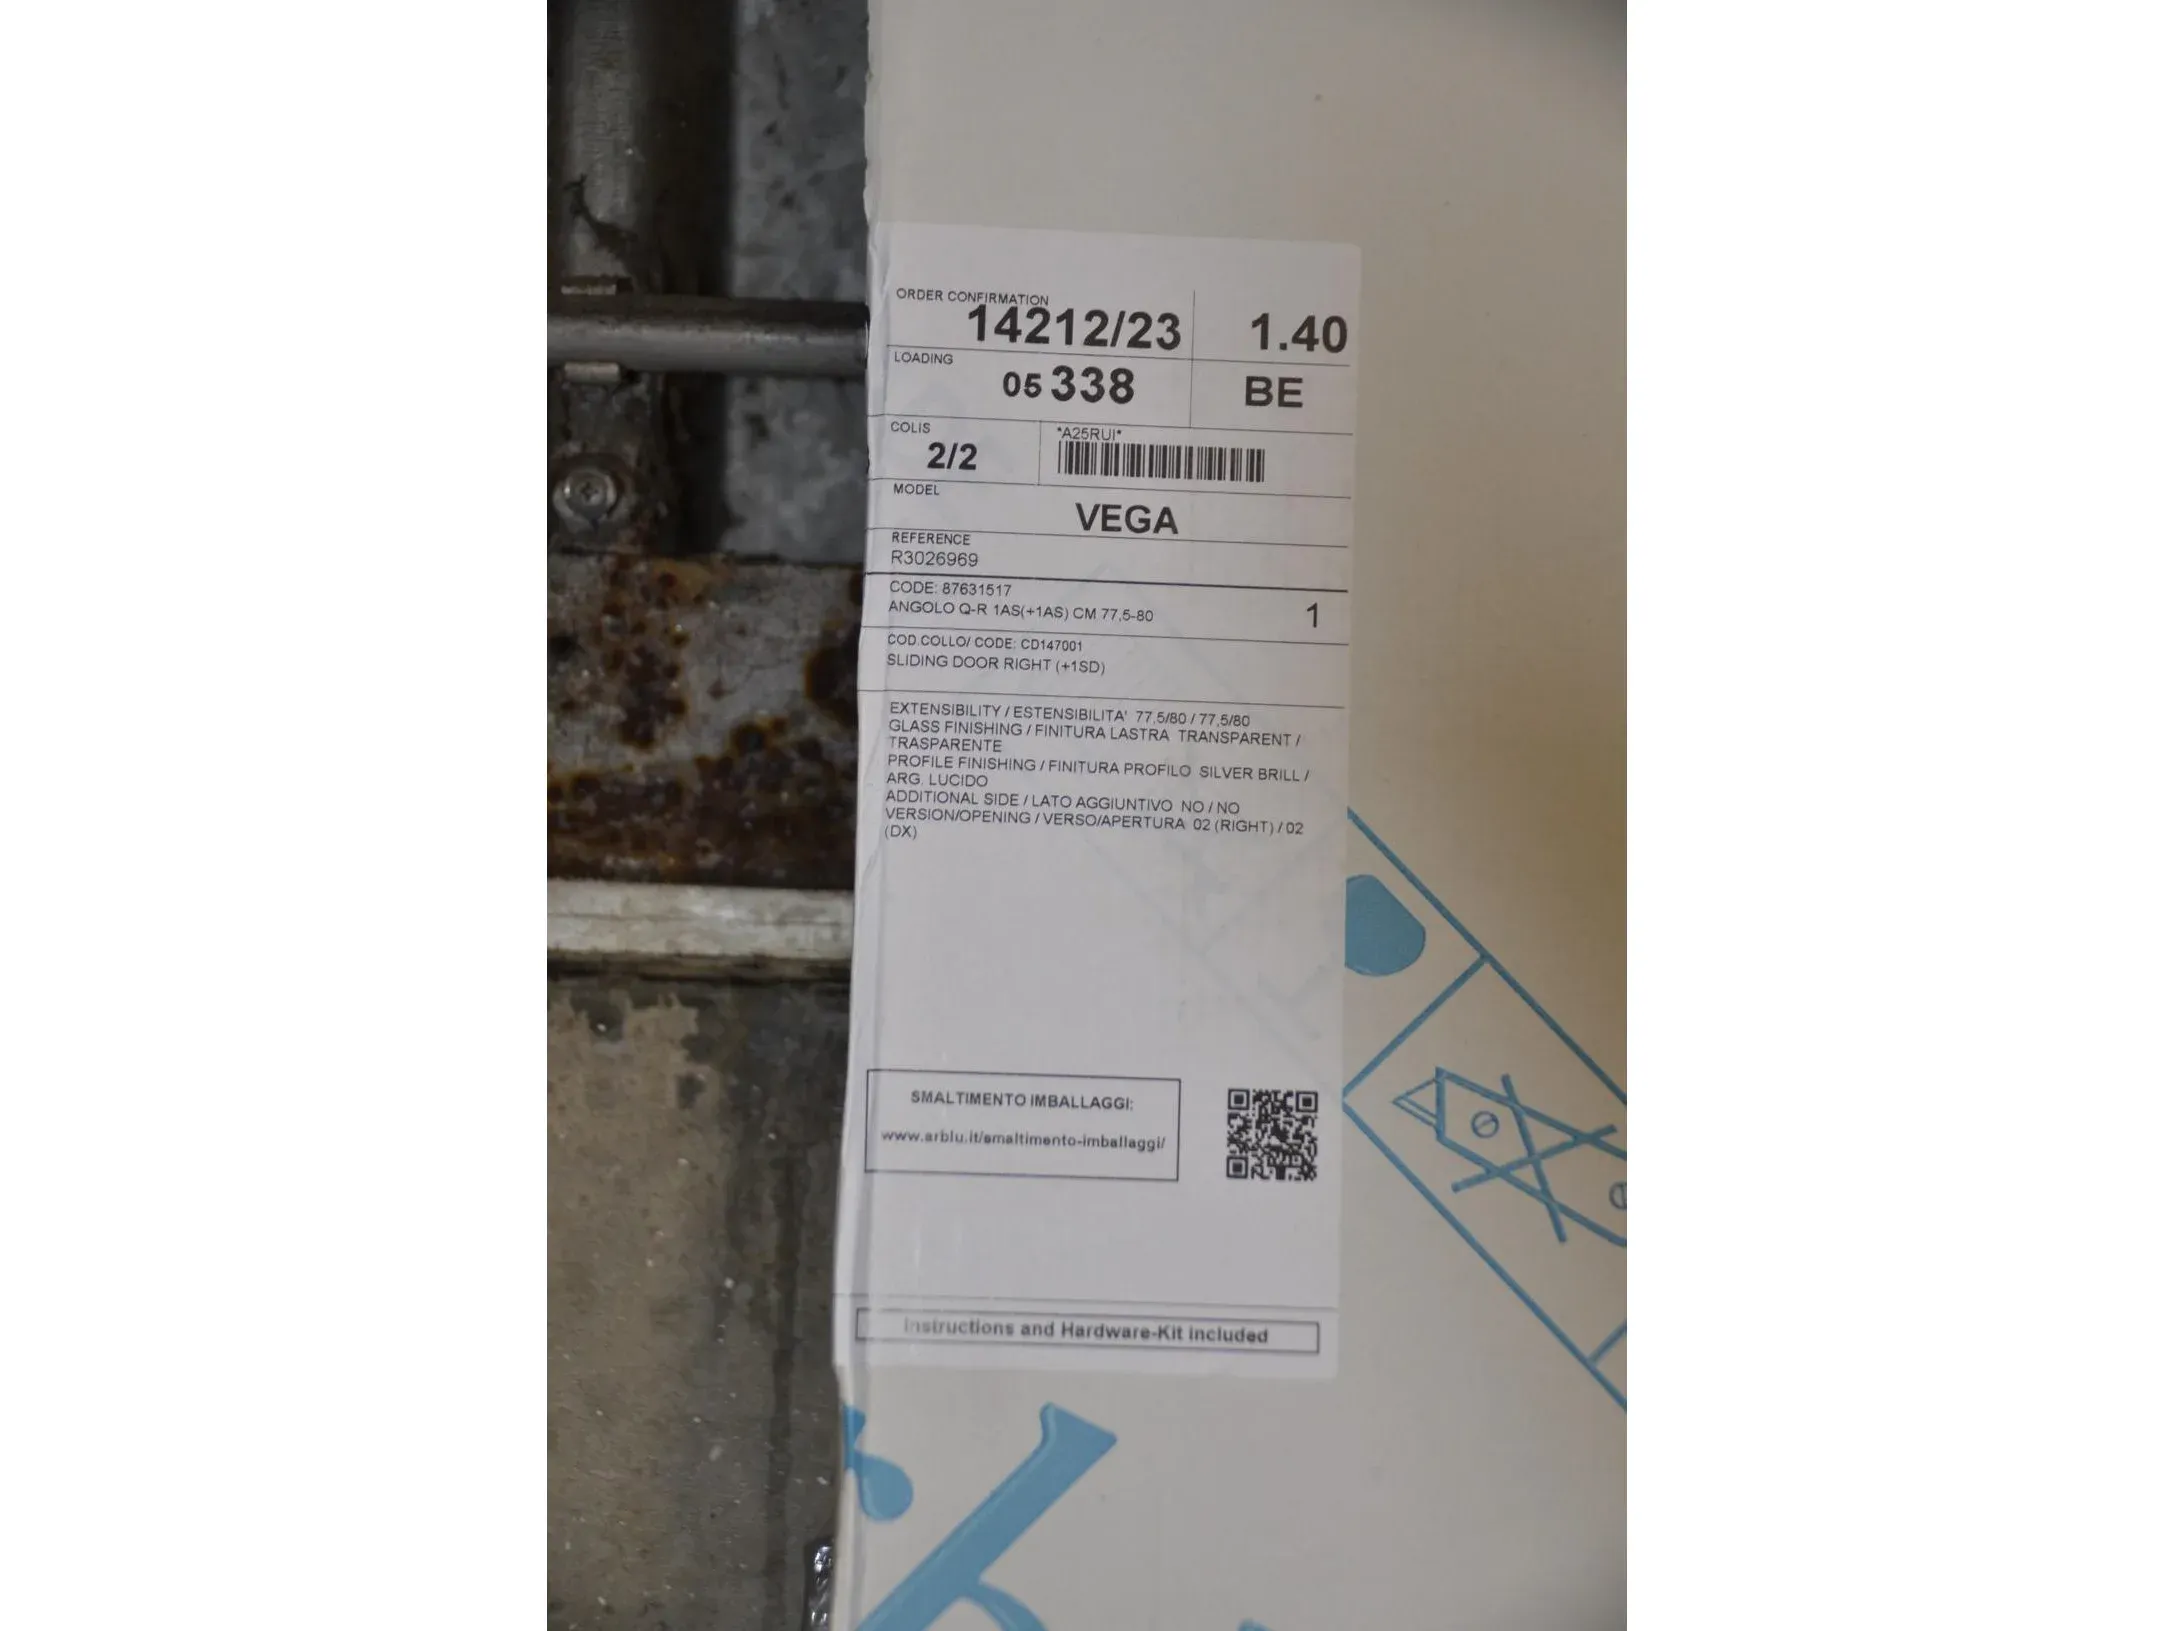 ORDER CONFIRMATION
14212/23 1.40
LOADING
05 338 BE
COLIS
2/2
*A25RUI*
MODEL
VEGA
REFERENCE
R3026969
CODE: 87631517
ANGOLO Q-R 1AS(+1AS) CM 77,5-80 1
COD.COLLO/ CODE: CD147001
SLIDING DOOR RIGHT (+1SD)
EXTENSIBILITY / ESTENSIBILITA' 77,5/80 / 77,5/80
GLASS FINISHING / FINITURA LASTRA TRANSPARENT /
TRASPARENTE
PROFILE FINISHING / FINITURA PROFILO SILVER BRILL /
ARG. LUCIDO
ADDITIONAL SIDE / LATO AGGIUNTIVO NO / NO
VERSION/OPENING / VERSO/APERTURA 02 (RIGHT) / 02
(DX)
SMALTIMENTO IMBALLAGGI:
www.arblu.it/smaltimento-imballaggi/
Instructions and Hardware-Kit included